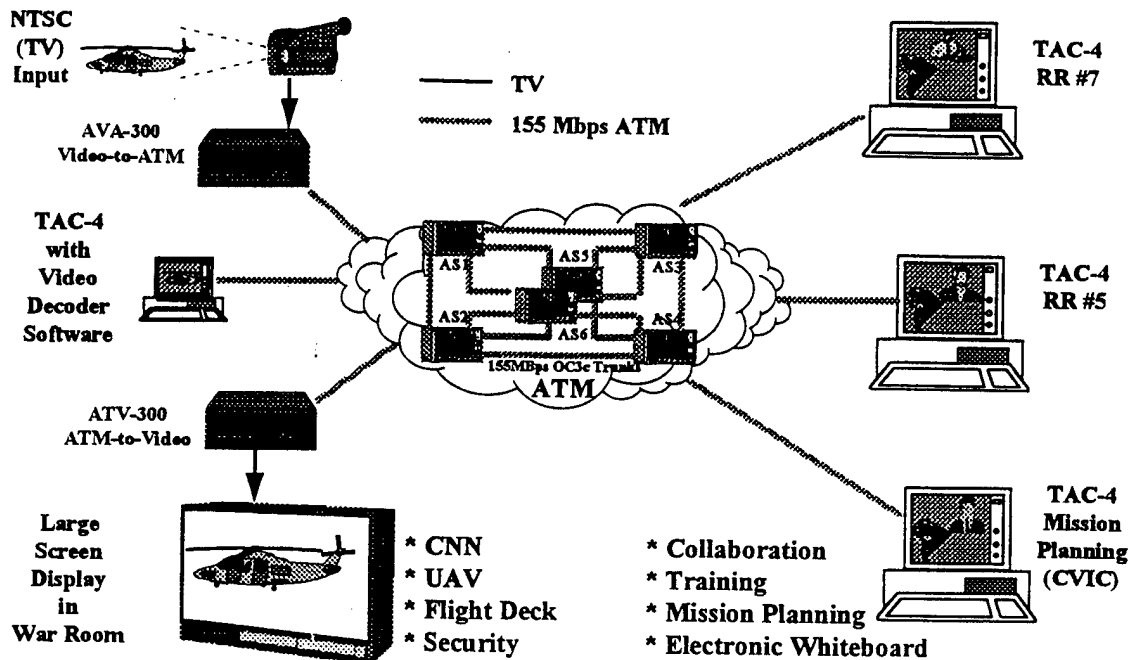 NTSC
(TV)
Input
TV
155 Mbps ATM
AVA-300
Video-to-ATM
TAC-4
RR #7
TAC-4
with
Video
Decoder
Software
AS1
AS5
AS3
AS2
AS6
AS4
155MBps OC3c Trunks
ATM
TAC-4
RR #5
ATV-300
ATM-to-Video
Large
Screen
Display
in
War Room
* CNN
* UAV
* Flight Deck
* Security
* Collaboration
* Training
* Mission Planning
* Electronic Whiteboard
TAC-4
Mission
Planning
(CVIC)